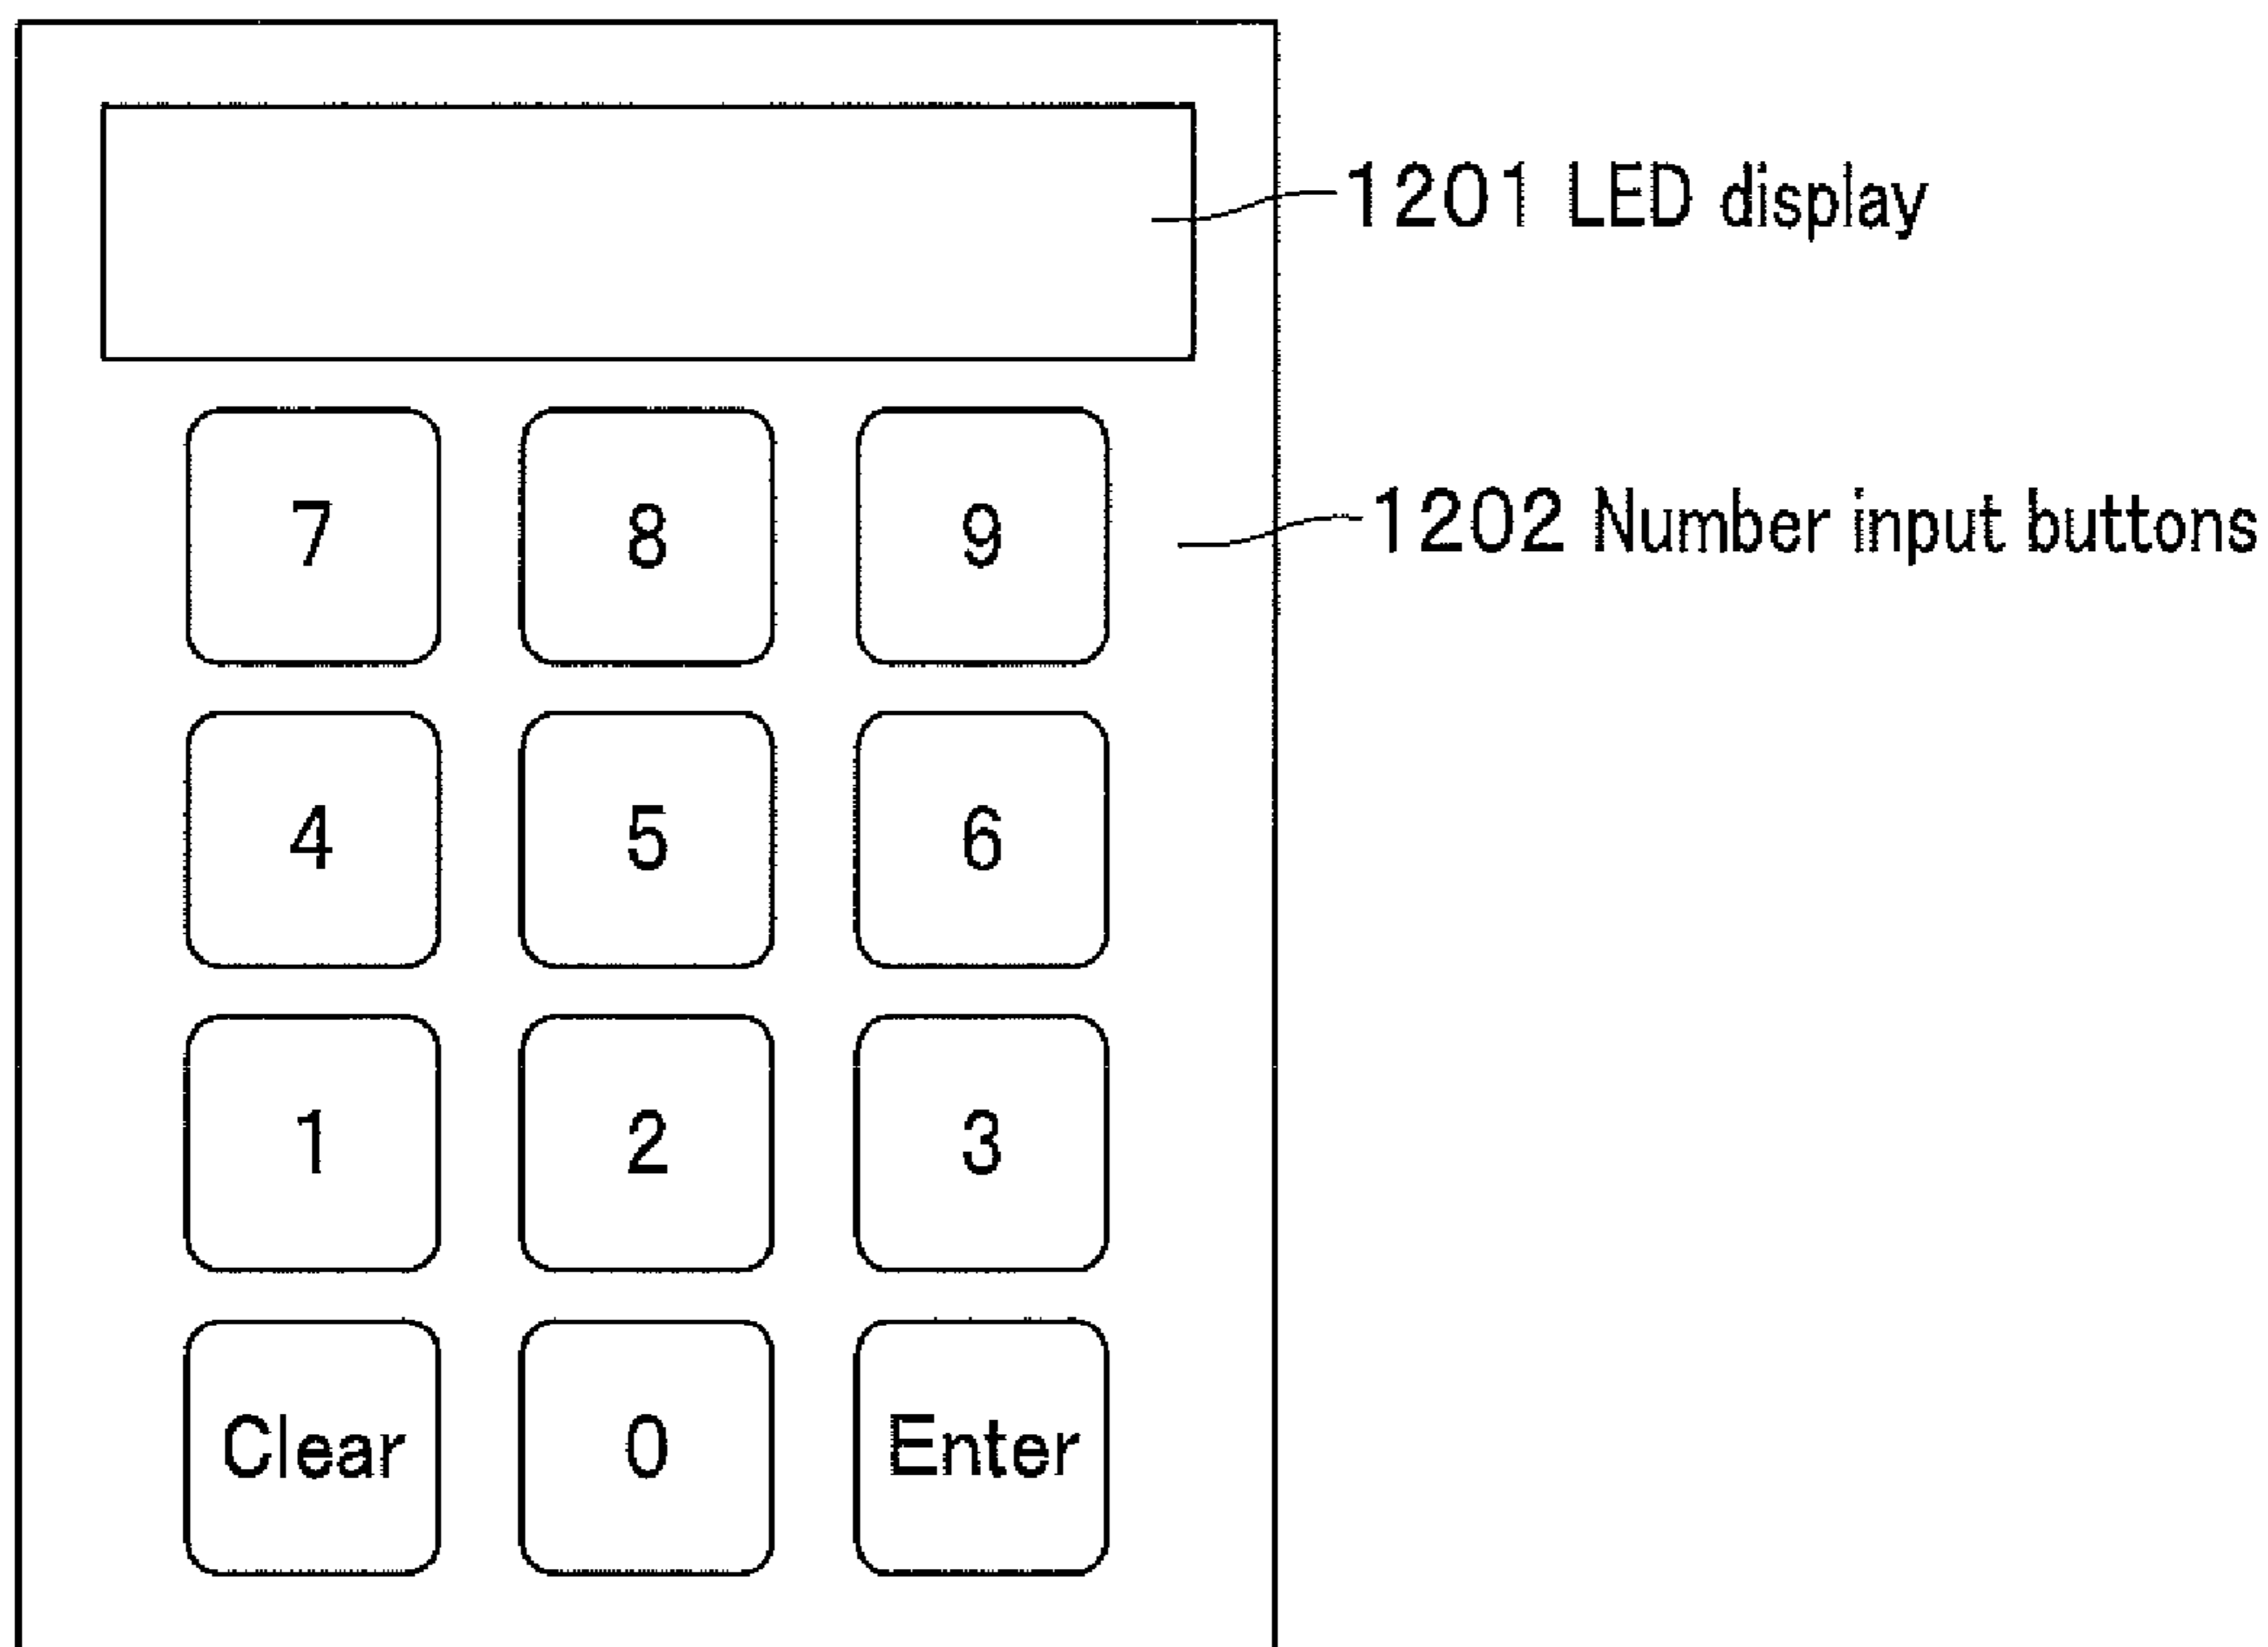 1201 LED display
7 8 9
1202 Number input buttons
4 5 6
1 2 3
Clear 0 Enter